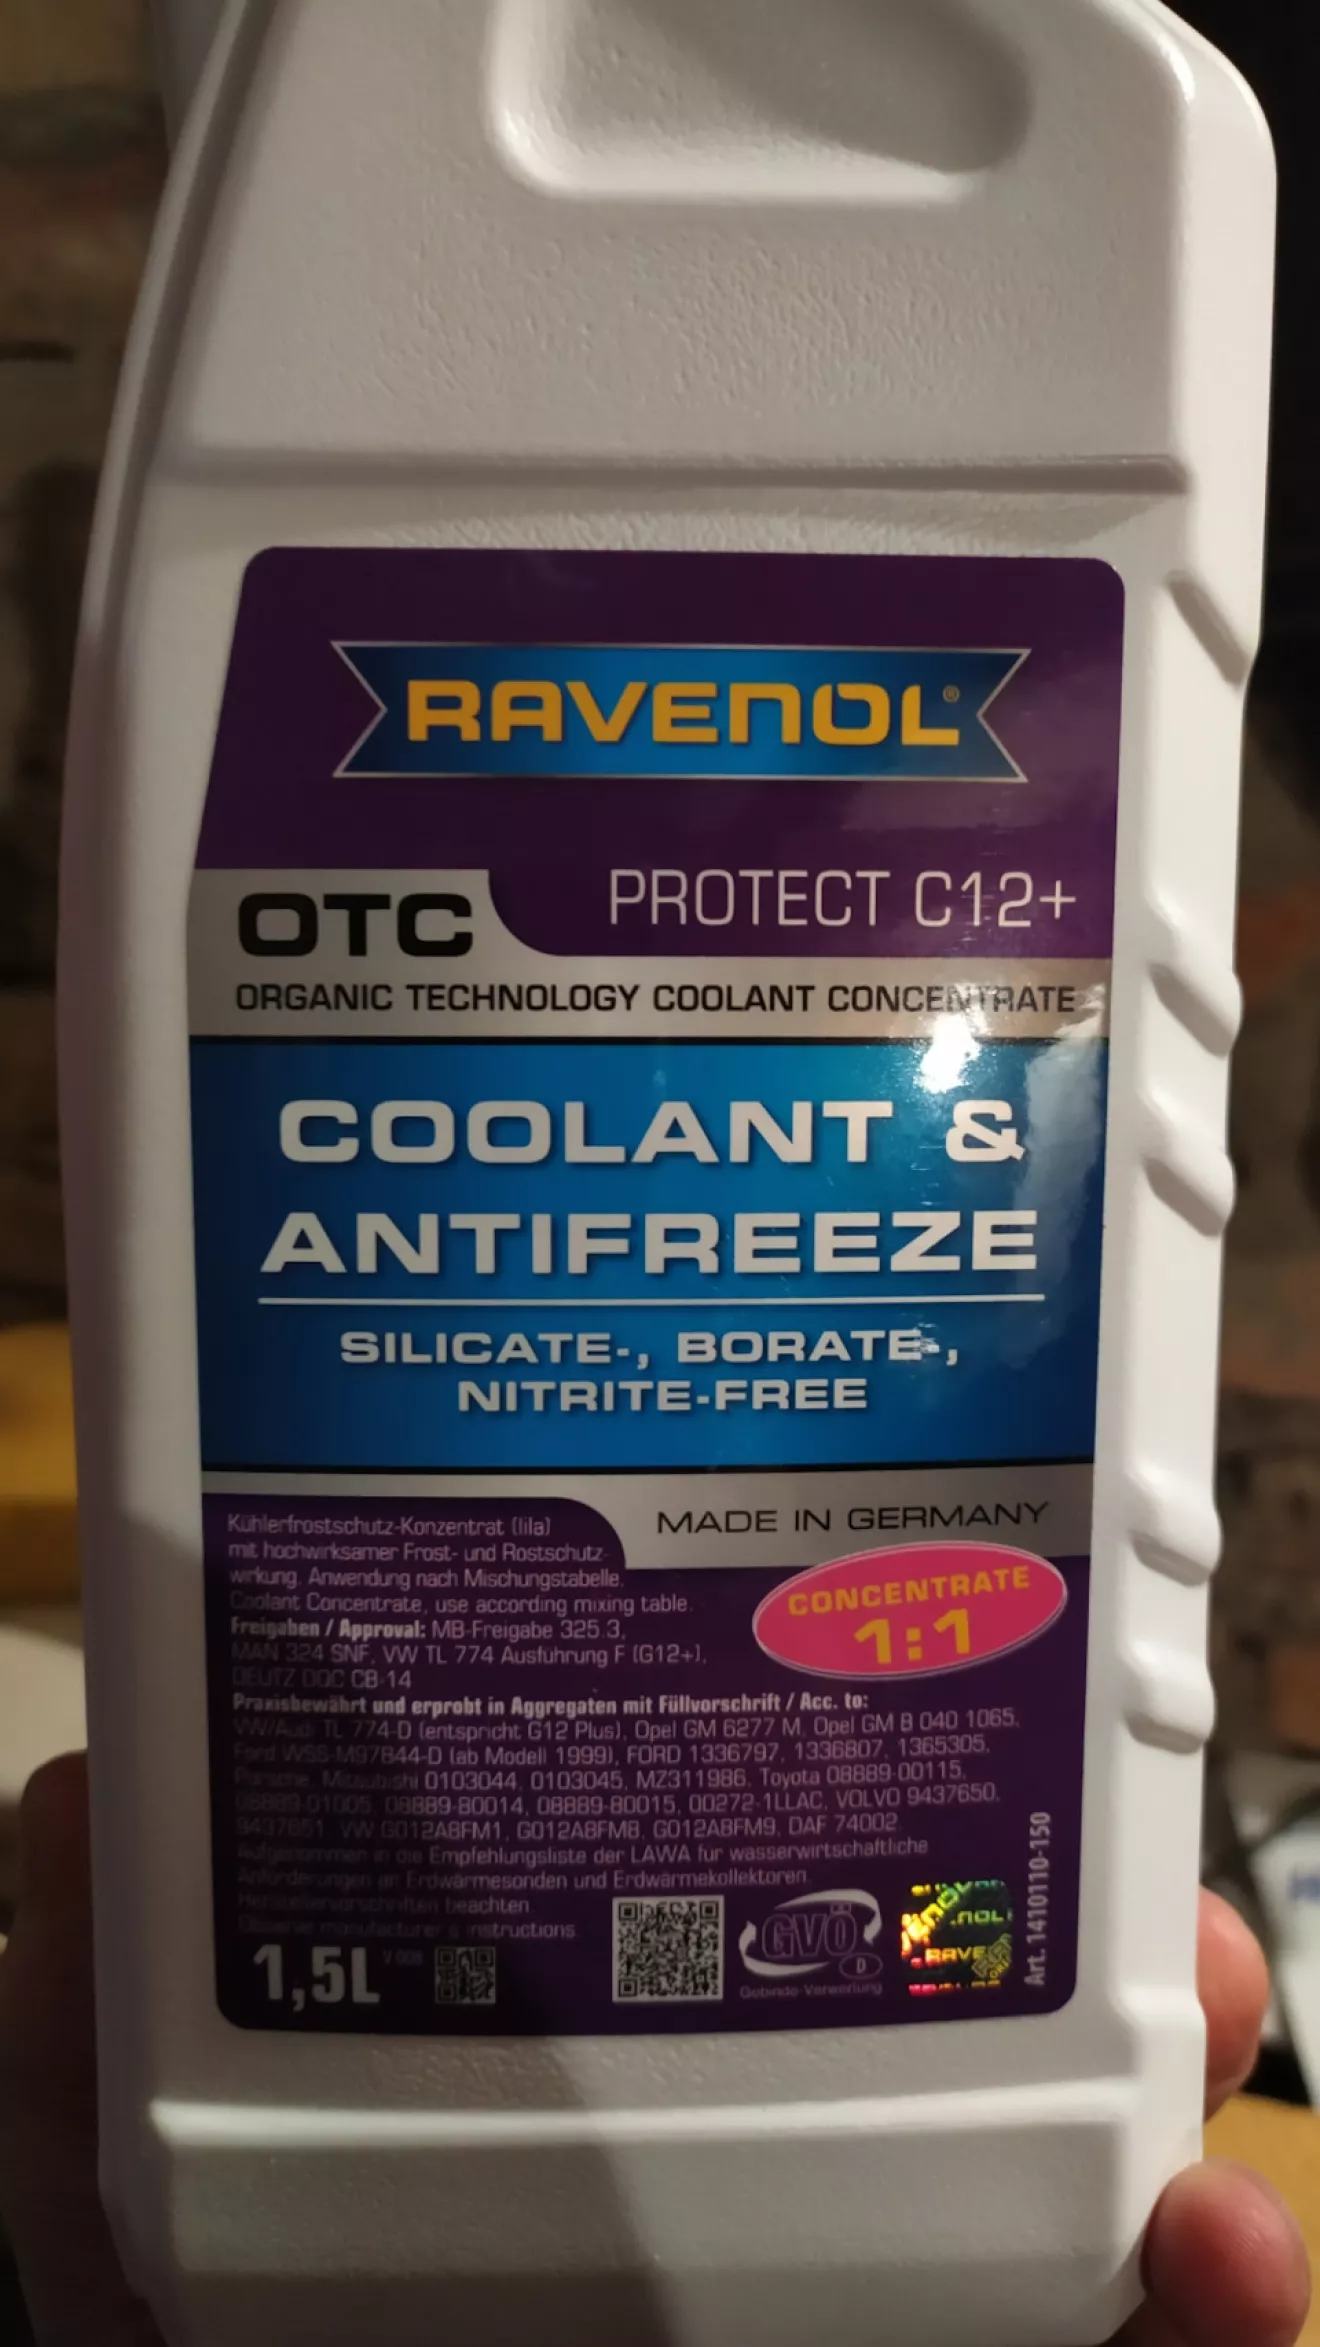 RAVENOL®
OTC
PROTECT C12+
ORGANIC TECHNOLOGY COOLANT CONCENTRATE
COOLANT &
ANTIFREEZE
SILICATE-, BORATE-,
NITRITE-FREE
MADE IN GERMANY
CONCENTRATE
1:1
Kühlerfrostschutz-Konzentrat (lila)
mit hochwirksamer Frost- und Rostschutz-
wirkung. Anwendung nach Mischungstabelle.
Coolant Concentrate, use according mixing table.
Freigaben / Approval: MB-Freigabe 325.3,
MAN 324 SNF, VW TL 774 Ausführung F (G12+),
DEUTZ DQC CB-14
Praxisbewährt und erprobt in Aggregaten mit Füllvorschrift / Acc. to:
VW/Audi TL 774-D (entspricht G12 Plus), Opel GM 6277 M, Opel GM B 040 1065,
Ford WSS-M97B44-D (ab Modell 1999), FORD 1336797, 1336807, 1365305,
Porsche, Mitsubishi 0103044, 0103045, MZ311986, Toyota 08889-00115,
08889-01005, 08889-80014, 08889-80015, 00272-1LLAC, VOLVO 9437650,
9437651, VW G012A8FM1, G012A8FM8, G012A8FM9, DAF 74002
Aufgenommen in die Empfehlungsliste der LAWA für wasserwirtschaftliche
Anforderungen an Erdwärmesonden und Erdwärmekollektoren.
Herstellervorschriften beachten.
Observe manufacturer's instructions.
1,5L
GVÖ
D
Gebinde-Verwertung
Art. 1410110-150